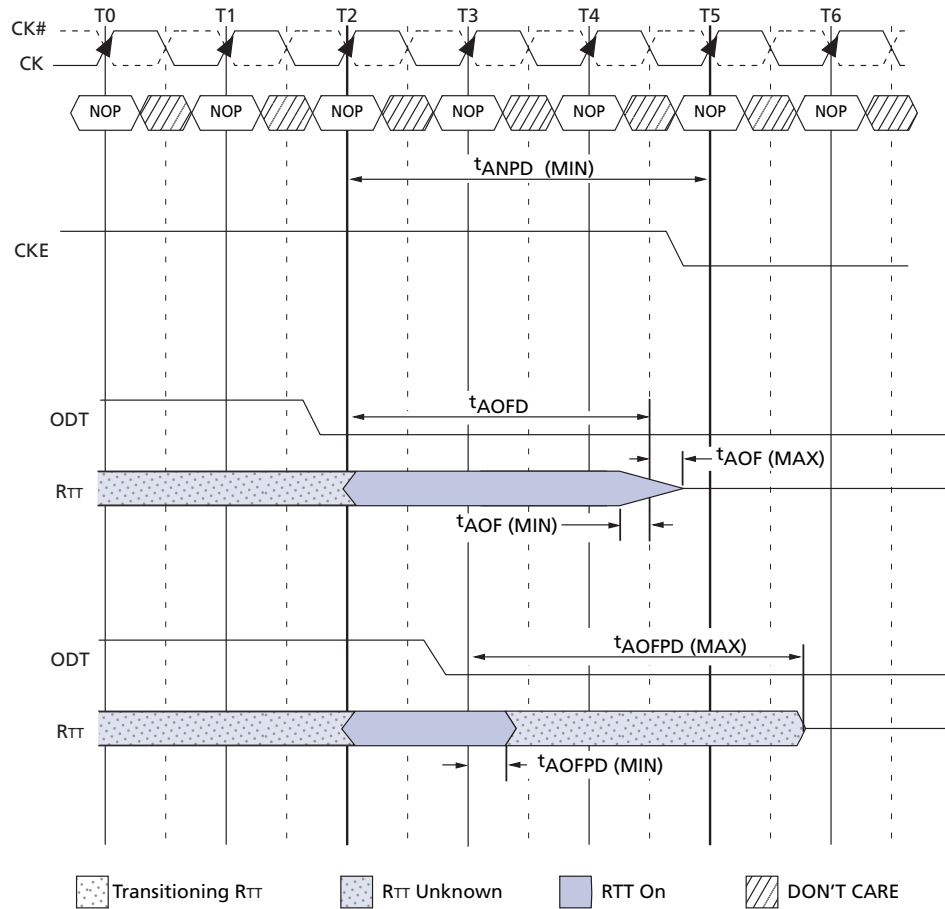 T0 T1 T2 T3 T4 T5 T6
CK#
CK
NOP NOP NOP NOP NOP NOP NOP
tANPD (MIN)
CKE
tAOFD
ODT
tAOF (MAX)
RTT
tAOF (MIN)
tAOFPD (MAX)
ODT
RTT
tAOFPD (MIN)
Transitioning RTT RTT Unknown RTT On DON'T CARE